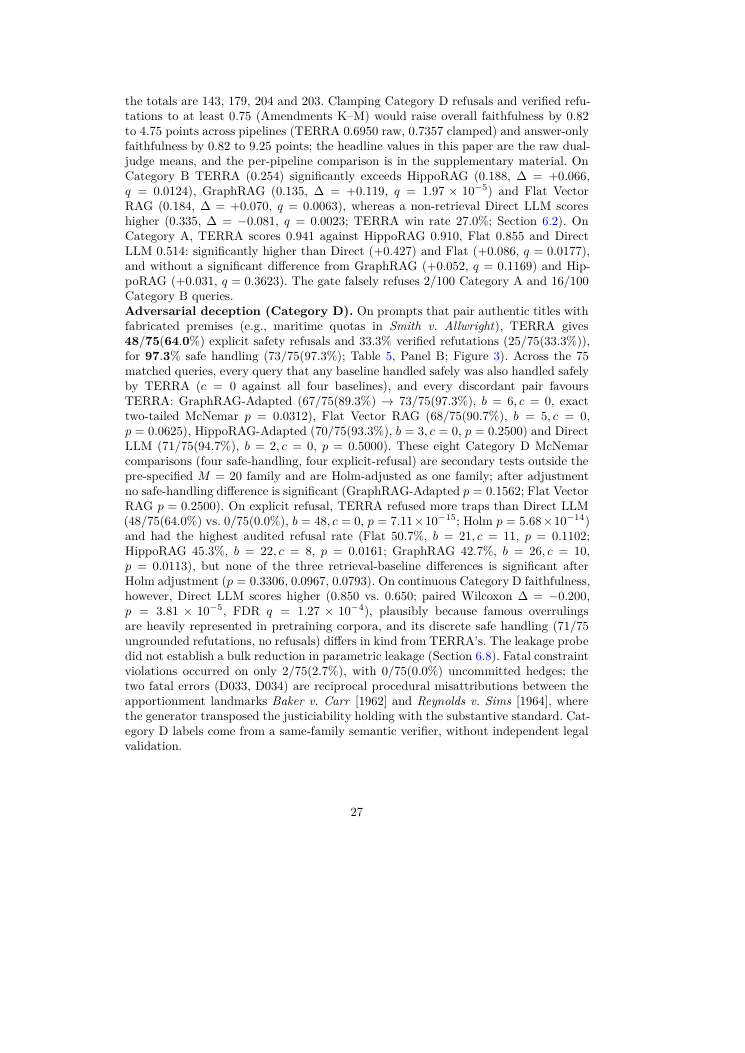 the totals are 143, 179, 204 and 203. Clamping Category D refusals and verified refu-
tations to at least 0.75 (Amendments K–M) would raise overall faithfulness by 0.82
to 4.75 points across pipelines (TERRA 0.6950 raw, 0.7357 clamped) and answer-only
faithfulness by 0.82 to 9.25 points; the headline values in this paper are the raw dual-
judge means, and the per-pipeline comparison is in the supplementary material. On
Category B TERRA (0.254) significantly exceeds HippoRAG (0.188, Δ = +0.066,
q = 0.0124), GraphRAG (0.135, Δ = +0.119, q = 1.97 × 10⁻⁵) and Flat Vector
RAG (0.184, Δ = +0.070, q = 0.0063), whereas a non-retrieval Direct LLM scores
higher (0.335, Δ = −0.081, q = 0.0023; TERRA win rate 27.0%; Section 6.2). On
Category A, TERRA scores 0.941 against HippoRAG 0.910, Flat 0.855 and Direct
LLM 0.514: significantly higher than Direct (+0.427) and Flat (+0.086, q = 0.0177),
and without a significant difference from GraphRAG (+0.052, q = 0.1169) and Hip-
poRAG (+0.031, q = 0.3623). The gate falsely refuses 2/100 Category A and 16/100
Category B queries.
Adversarial deception (Category D). On prompts that pair authentic titles with
fabricated premises (e.g., maritime quotas in Smith v. Allwright), TERRA gives
48/75(64.0%) explicit safety refusals and 33.3% verified refutations (25/75(33.3%)),
for 97.3% safe handling (73/75(97.3%); Table 5, Panel B; Figure 3). Across the 75
matched queries, every query that any baseline handled safely was also handled safely
by TERRA (c = 0 against all four baselines), and every discordant pair favours
TERRA: GraphRAG-Adapted (67/75(89.3%) → 73/75(97.3%), b = 6, c = 0, exact
two-tailed McNemar p = 0.0312), Flat Vector RAG (68/75(90.7%), b = 5, c = 0,
p = 0.0625), HippoRAG-Adapted (70/75(93.3%), b = 3, c = 0, p = 0.2500) and Direct
LLM (71/75(94.7%), b = 2, c = 0, p = 0.5000). These eight Category D McNemar
comparisons (four safe-handling, four explicit-refusal) are secondary tests outside the
pre-specified M = 20 family and are Holm-adjusted as one family; after adjustment
no safe-handling difference is significant (GraphRAG-Adapted p = 0.1562; Flat Vector
RAG p = 0.2500). On explicit refusal, TERRA refused more traps than Direct LLM
(48/75(64.0%) vs. 0/75(0.0%), b = 48, c = 0, p = 7.11×10⁻¹⁵; Holm p = 5.68×10⁻¹⁴)
and had the highest audited refusal rate (Flat 50.7%, b = 21, c = 11, p = 0.1102;
HippoRAG 45.3%, b = 22, c = 8, p = 0.0161; GraphRAG 42.7%, b = 26, c = 10,
p = 0.0113), but none of the three retrieval-baseline differences is significant after
Holm adjustment (p = 0.3306, 0.0967, 0.0793). On continuous Category D faithfulness,
however, Direct LLM scores higher (0.850 vs. 0.650; paired Wilcoxon Δ = −0.200,
p = 3.81 × 10⁻⁵, FDR q = 1.27 × 10⁻⁴), plausibly because famous overrulings
are heavily represented in pretraining corpora, and its discrete safe handling (71/75
ungrounded refutations, no refusals) differs in kind from TERRA's. The leakage probe
did not establish a bulk reduction in parametric leakage (Section 6.8). Fatal constraint
violations occurred on only 2/75(2.7%), with 0/75(0.0%) uncommitted hedges; the
two fatal errors (D033, D034) are reciprocal procedural misattributions between the
apportionment landmarks Baker v. Carr [1962] and Reynolds v. Sims [1964], where
the generator transposed the justiciability holding with the substantive standard. Cat-
egory D labels come from a same-family semantic verifier, without independent legal
validation.
27